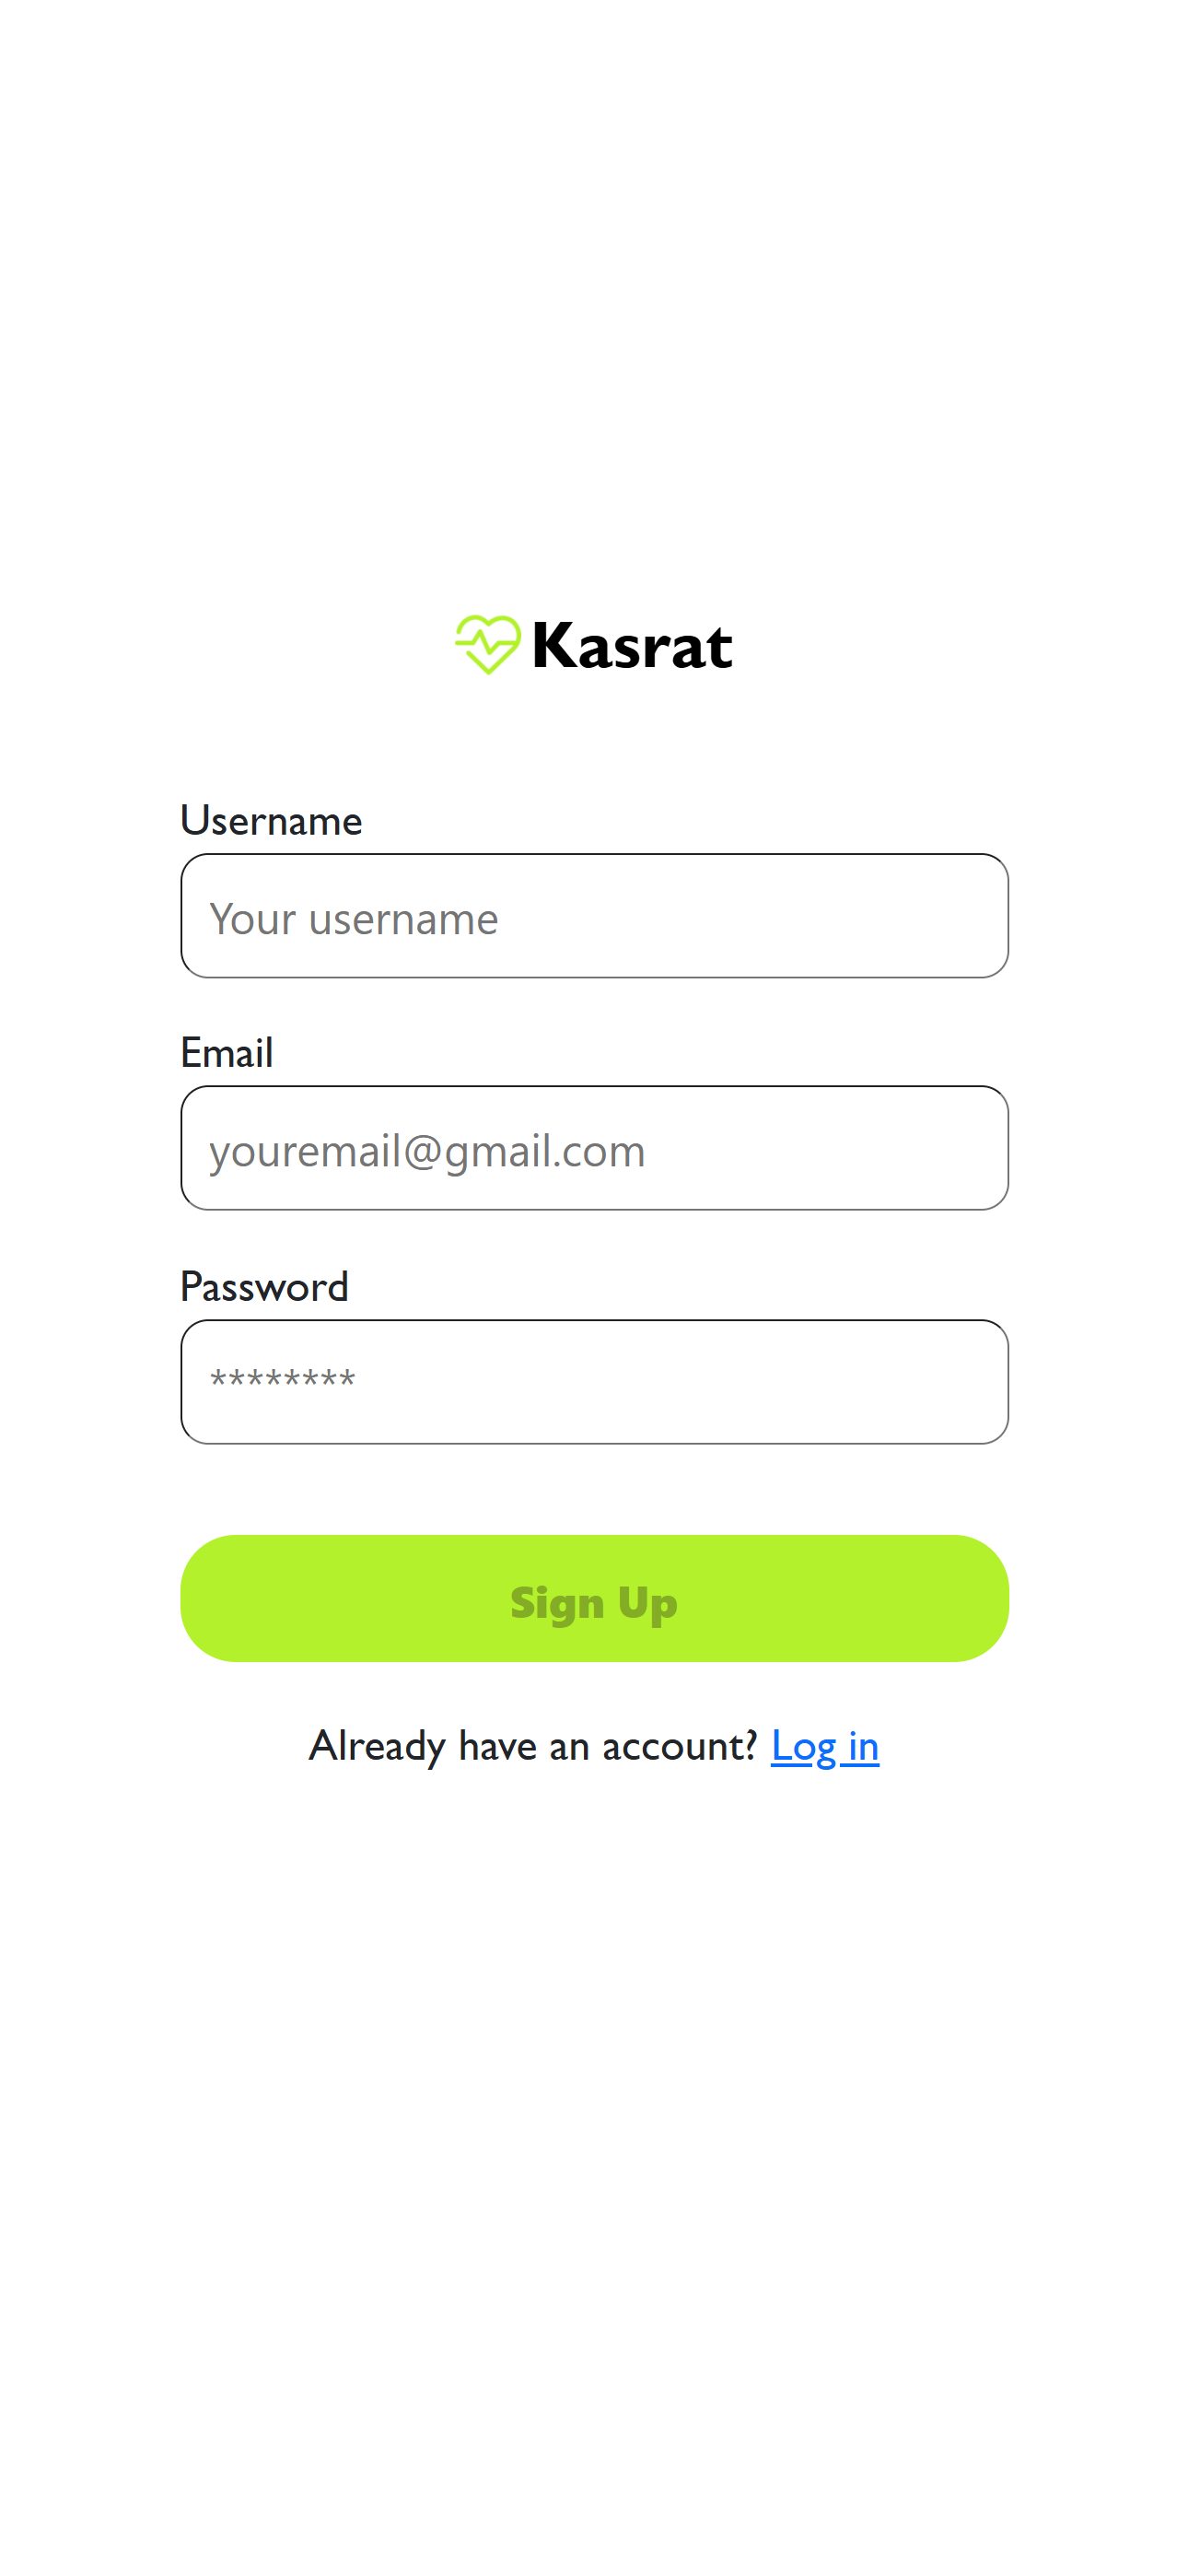 Kasrat
Username
Your username
Email
youremail@gmail.com
Password
********
Sign Up
Already have an account? Log in